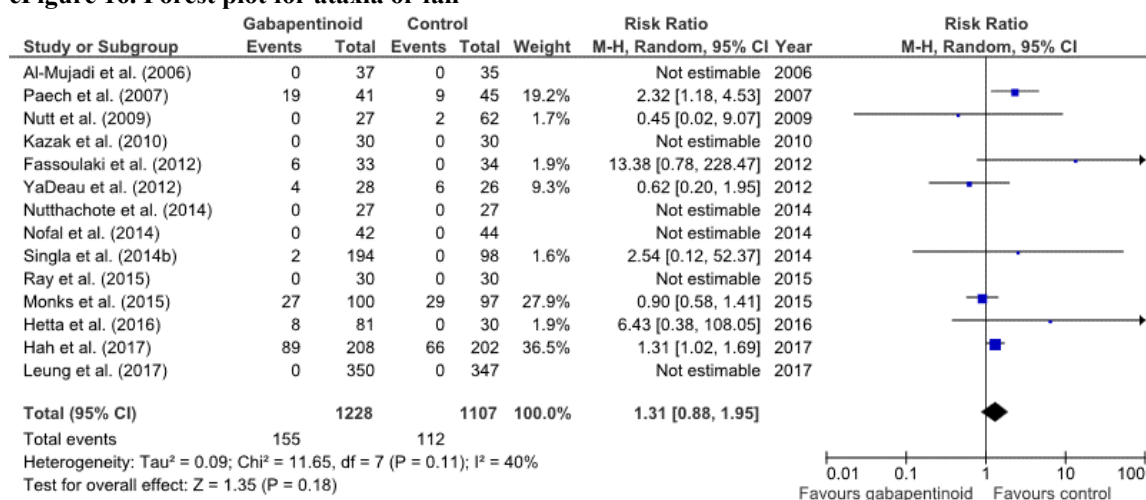 eFigure 16. Forest plot for ataxia or fall
Gabapentinoid Control Risk Ratio Risk Ratio
Study or Subgroup Events Total Events Total Weight M-H, Random, 95% CI Year M-H, Random, 95% CI
Al-Mujadi et al. (2006) 0 37 0 35 Not estimable 2006
Paech et al. (2007) 19 41 9 45 19.2% 2.32 [1.18, 4.53] 2007
Nutt et al. (2009) 0 27 2 62 1.7% 0.45 [0.02, 9.07] 2009
Kazak et al. (2010) 0 30 0 30 Not estimable 2010
Fassoulaki et al. (2012) 6 33 0 34 1.9% 13.38 [0.78, 228.47] 2012
YaDeau et al. (2012) 4 28 6 26 9.3% 0.62 [0.20, 1.95] 2012
Nutthachote et al. (2014) 0 27 0 27 Not estimable 2014
Nofal et al. (2014) 0 42 0 44 Not estimable 2014
Singla et al. (2014b) 2 194 0 98 1.6% 2.54 [0.12, 52.37] 2014
Ray et al. (2015) 0 30 0 30 Not estimable 2015
Monks et al. (2015) 27 100 29 97 27.9% 0.90 [0.58, 1.41] 2015
Hetta et al. (2016) 8 81 0 30 1.9% 6.43 [0.38, 108.05] 2016
Hah et al. (2017) 89 208 66 202 36.5% 1.31 [1.02, 1.69] 2017
Leung et al. (2017) 0 350 0 347 Not estimable 2017
Total (95% CI) 1228 1107 100.0% 1.31 [0.88, 1.95]
Total events 155 112
Heterogeneity: Tau² = 0.09; Chi² = 11.65, df = 7 (P = 0.11); I² = 40%
Test for overall effect: Z = 1.35 (P = 0.18)
0.01 0.1 1 10 100
Favours gabapentinoid Favours control